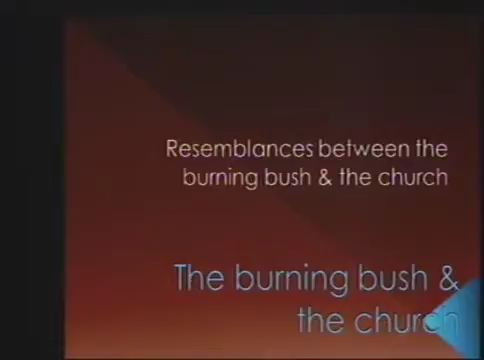 Resemblances between the
burning bush & the church
The burning bush &
the church